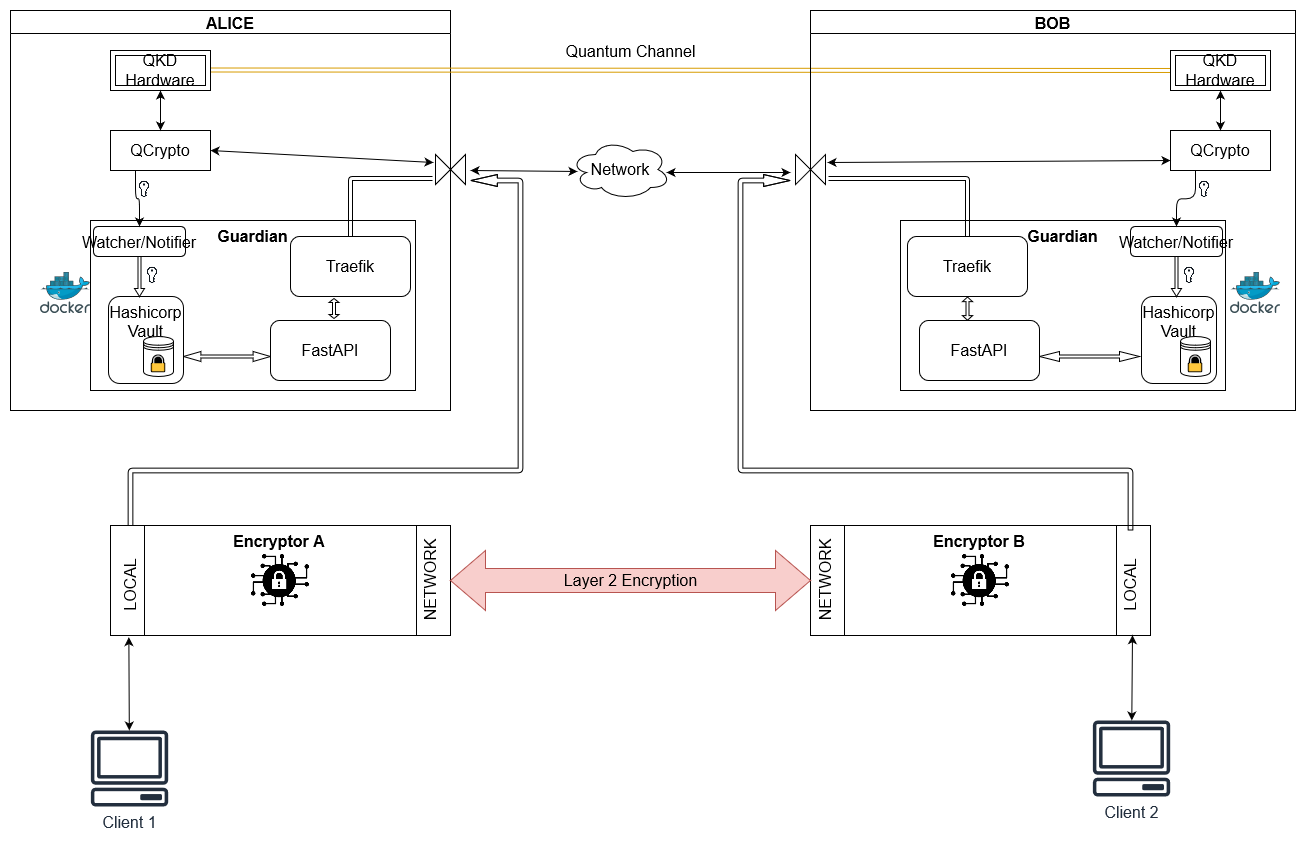 ALICE
BOB
Quantum Channel
QKD
Hardware
QKD
Hardware
QCrypto
Network
QCrypto
Guardian
Watcher/Notifier
Traefik
docker
Hashicorp
Vault
FastAPI
Guardian
Traefik
Watcher/Notifier
docker
Hashicorp
Vault
FastAPI
LOCAL
Encryptor A
NETWORK
Layer 2 Encryption
NETWORK
Encryptor B
LOCAL
Client 1
Client 2